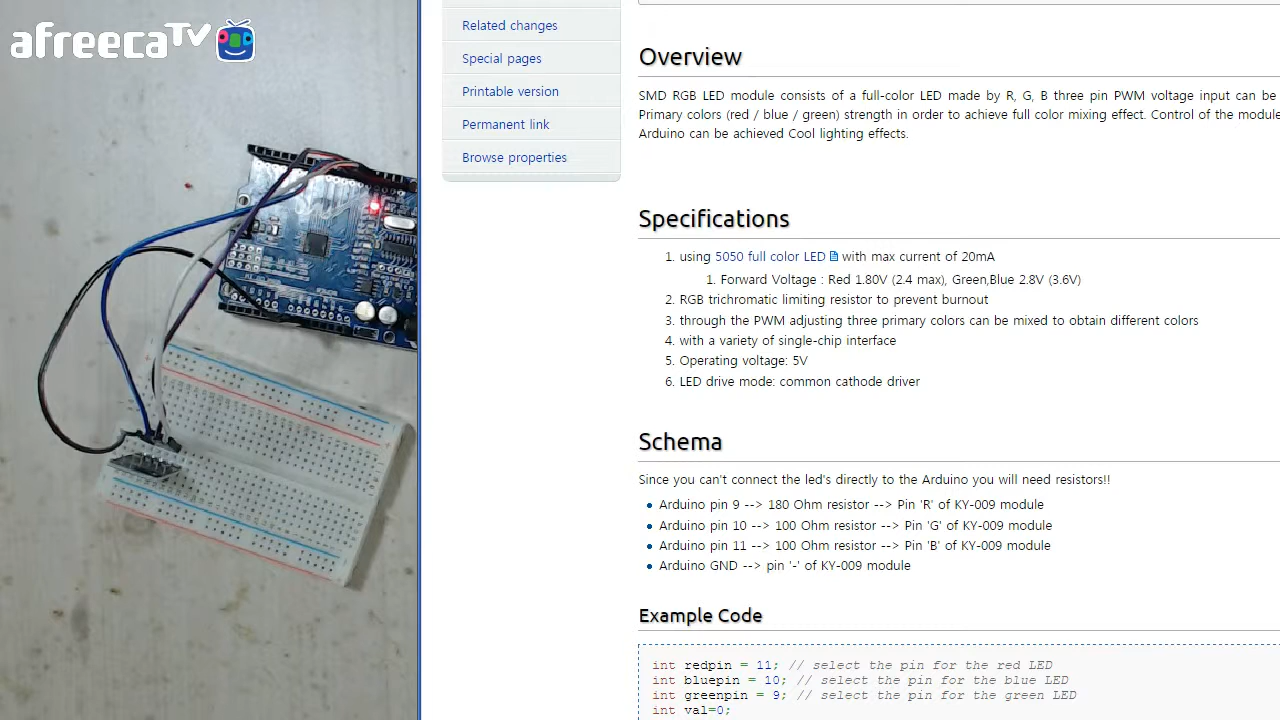 afreecaTV
Related changes
Special pages
Printable version
Permanent link
Browse properties
Overview
SMD RGB LED module consists of a full-color LED made by R, G, B three pin PWM voltage input can be
Primary colors (red / blue / green) strength in order to achieve full color mixing effect. Control of the module
Arduino can be achieved Cool lighting effects.
Specifications
1. using 5050 full color LED with max current of 20mA
1. Forward Voltage : Red 1.80V (2.4 max), Green,Blue 2.8V (3.6V)
2. RGB trichromatic limiting resistor to prevent burnout
3. through the PWM adjusting three primary colors can be mixed to obtain different colors
4. with a variety of single-chip interface
5. Operating voltage: 5V
6. LED drive mode: common cathode driver
Schema
Since you can't connect the led's directly to the Arduino you will need resistors!!
Arduino pin 9 --> 180 Ohm resistor --> Pin 'R' of KY-009 module
Arduino pin 10 --> 100 Ohm resistor --> Pin 'G' of KY-009 module
Arduino pin 11 --> 100 Ohm resistor --> Pin 'B' of KY-009 module
Arduino GND --> pin '-' of KY-009 module
Example Code
int redpin = 11; // select the pin for the red LED
int bluepin = 10; // select the pin for the blue LED
int greenpin = 9; // select the pin for the green LED
int val=0;